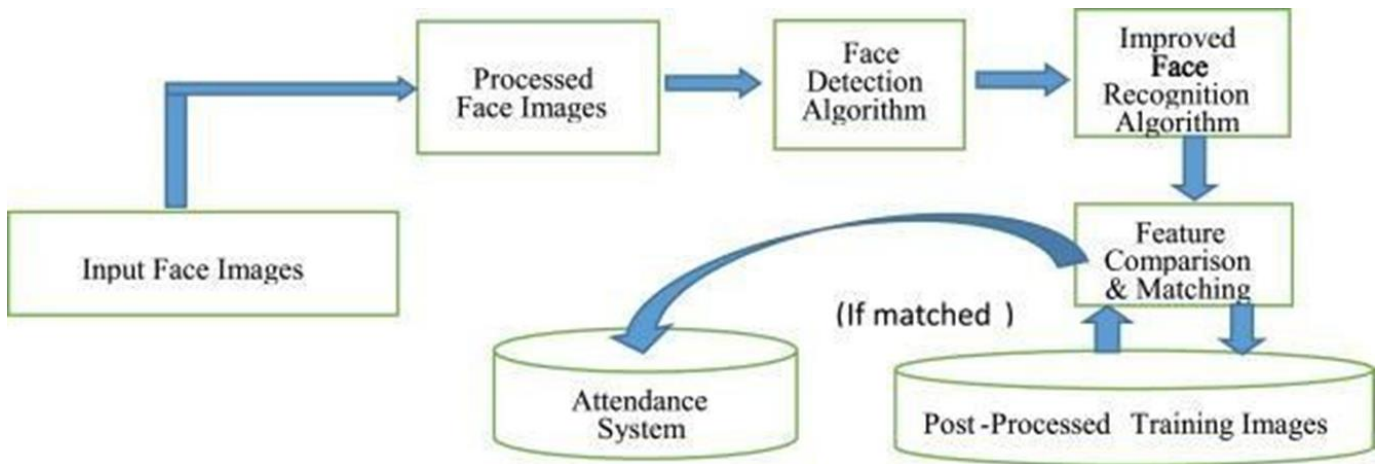 Processed
Face Images
Face
Detection
Algorithm
Improved
Face
Recognition
Algorithm
Input Face Images
Feature
Comparison
& Matching
(If matched )
Attendance
System
Post -Processed Training Images